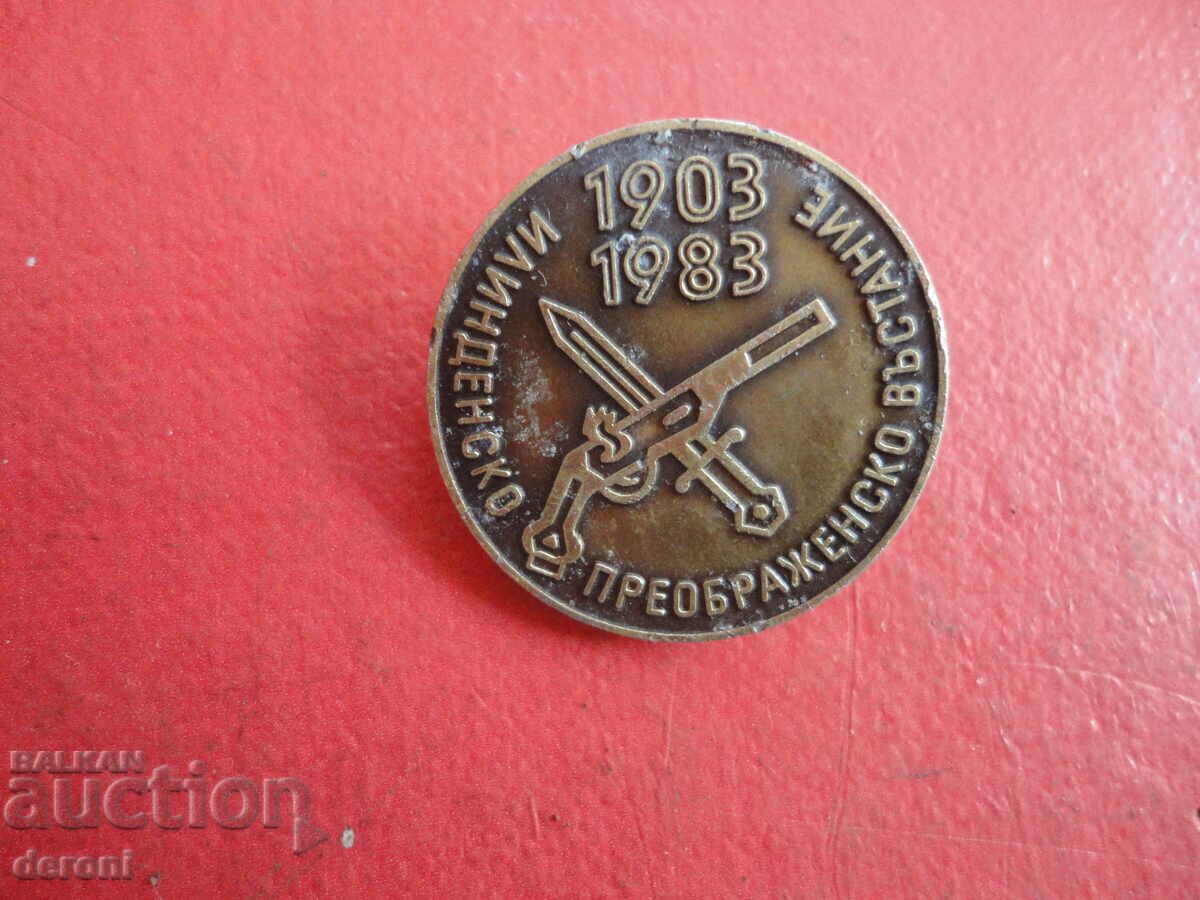 1903
1983
ИЛИНДЕНСКО ПРЕОБРАЖЕНСКО ВЪСТАНИЕ
BALKAN
auction
deroni